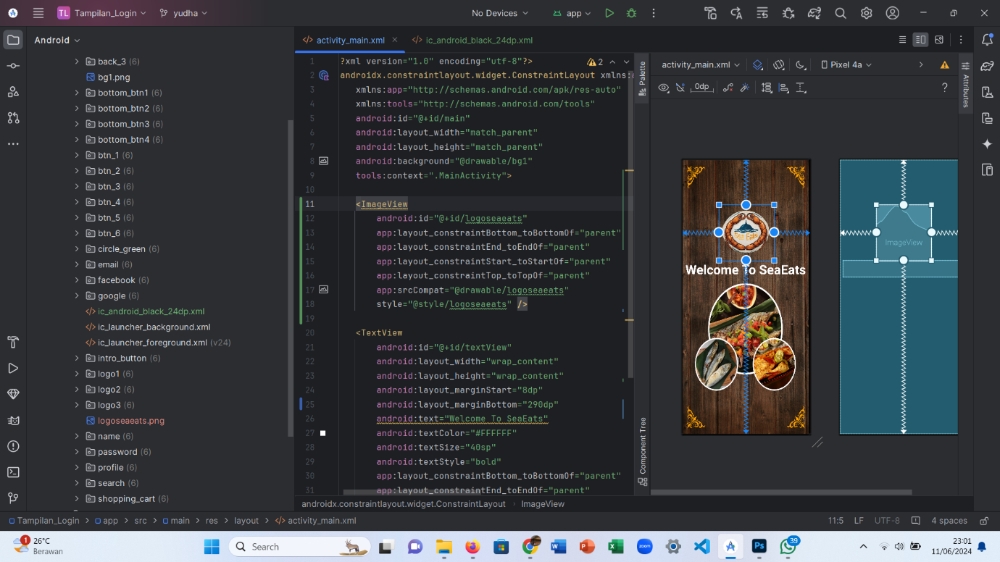 TL Tampilan_Login
yudha
No Devices
app
Android
back_3 (6)
bg1.png
bottom_btn1 (6)
bottom_btn2 (6)
bottom_btn3 (6)
bottom_btn4 (6)
btn_1 (6)
btn_2 (6)
btn_3 (6)
btn_4 (6)
btn_5 (6)
btn_6 (6)
circle_green (6)
email (6)
facebook (6)
google (6)
</> ic_android_black_24dp.xml
</> ic_launcher_background.xml
</> ic_launcher_foreground.xml (v24)
intro_button (6)
logo1 (6)
logo2 (6)
logo3 (6)
logoseaeats.png
name (6)
password (6)
profile (6)
search (6)
shopping_cart (6)
</> activity_main.xml
</> ic_android_black_24dp.xml
2
1 ?xml version="1.0" encoding="utf-8"?>
2 androidx.constraintlayout.widget.ConstraintLayout xmlns:a
3 xmlns:app="http://schemas.android.com/apk/res-auto"
4 xmlns:tools="http://schemas.android.com/tools"
5 android:id="@+id/main"
6 android:layout_width="match_parent"
7 android:layout_height="match_parent"
8 android:background="@drawable/bg1"
9 tools:context=".MainActivity">
10
11 <ImageView
12 android:id="@+id/logoseaeats"
13 app:layout_constraintBottom_toBottomOf="parent"
14 app:layout_constraintEnd_toEndOf="parent"
15 app:layout_constraintStart_toStartOf="parent"
16 app:layout_constraintTop_toTopOf="parent"
17 app:srcCompat="@drawable/logoseaeats"
18 style="@style/logoseaeats" />
19
20 <TextView
21 android:id="@+id/textView"
22 android:layout_width="wrap_content"
23 android:layout_height="wrap_content"
24 android:layout_marginStart="8dp"
25 android:layout_marginBottom="290dp"
26 android:text="Welcome To SeaEats"
27 android:textColor="#FFFFFF"
28 android:textSize="40sp"
29 android:textStyle="bold"
30 app:layout_constraintBottom_toBottomOf="parent"
31 app:layout_constraintEnd_toEndOf="parent"
androidx.constraintlayout.widget.ConstraintLayout > ImageView
Palette
Component Tree
activity_main.xml
Pixel 4a
0dp
?
Attributes
Sea Eats
Welcome To SeaEats
ImageView
Tampilan_Login > app > src > main > res > layout > </> activity_main.xml
11:5 LF UTF-8 4 spaces
1
26°C
Berawan
Search
zoom
Ps
39
23:01
11/06/2024